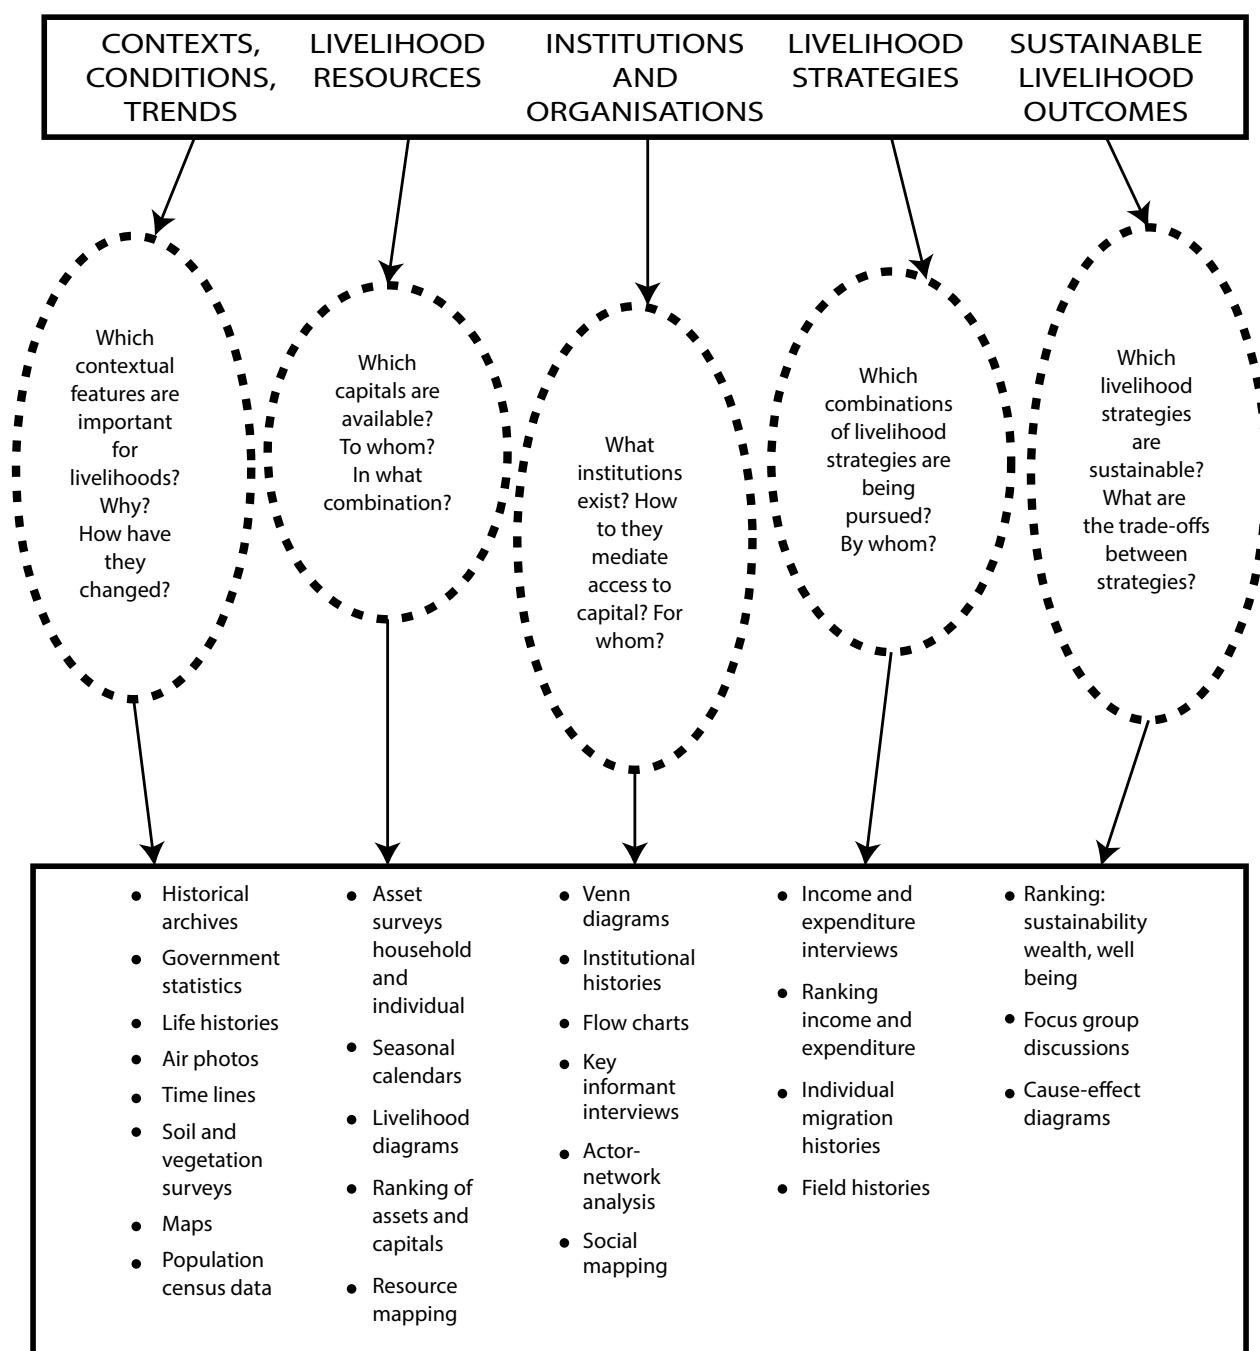 CONTEXTS,
CONDITIONS,
TRENDS
LIVELIHOOD
RESOURCES
INSTITUTIONS
AND
ORGANISATIONS
LIVELIHOOD
STRATEGIES
SUSTAINABLE
LIVELIHOOD
OUTCOMES
Which
contextual
features are
important
for
livelihoods?
Why?
How have
they
changed?
Which
capitals are
available?
To whom?
In what
combination?
What
institutions
exist? How
to they
mediate
access to
capital? For
whom?
Which
combinations
of livelihood
strategies are
being
pursued?
By whom?
Which
livelihood
strategies
are
sustainable?
What are
the trade-offs
between
strategies?
• Historical
archives
• Government
statistics
• Life histories
• Air photos
• Time lines
• Soil and
vegetation
surveys
• Maps
• Population
census data
• Asset
surveys
household
and
individual
• Seasonal
calendars
• Livelihood
diagrams
• Ranking of
assets and
capitals
• Resource
mapping
• Venn
diagrams
• Institutional
histories
• Flow charts
• Key
informant
interviews
• Actor-
network
analysis
• Social
mapping
• Income and
expenditure
interviews
• Ranking
income and
expenditure
• Individual
migration
histories
• Field histories
• Ranking:
sustainability
wealth, well
being
• Focus group
discussions
• Cause-effect
diagrams